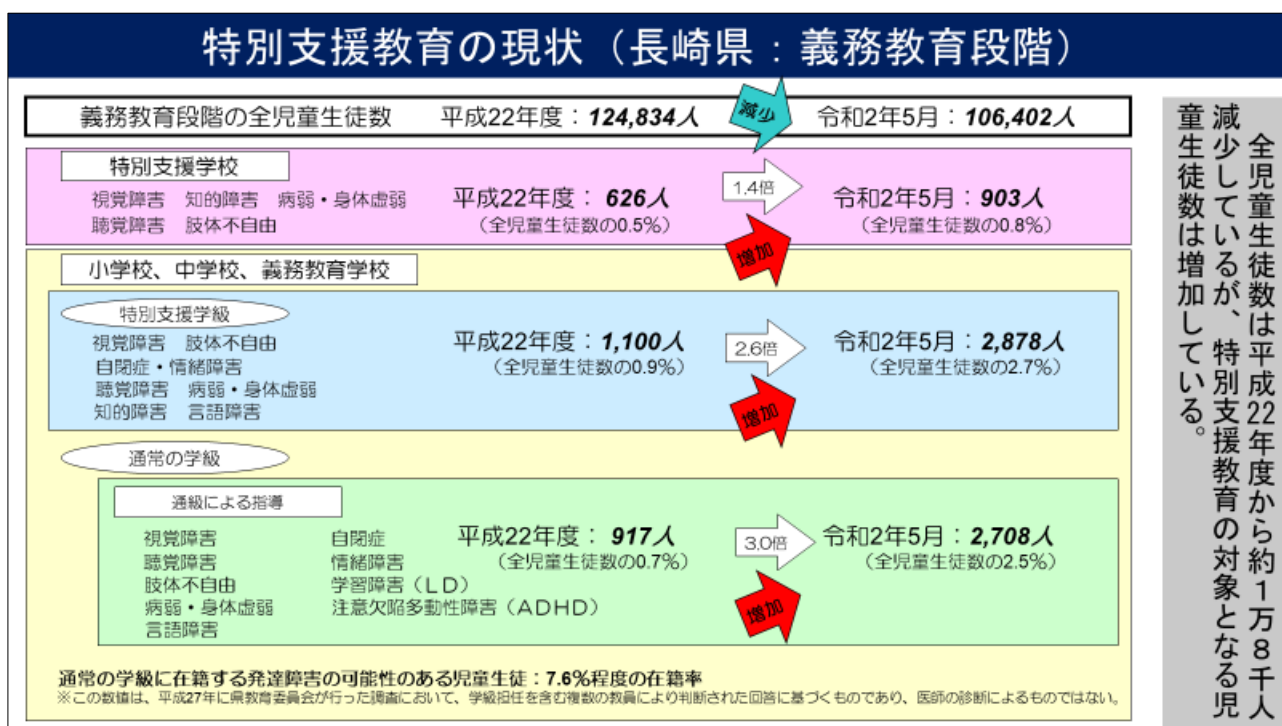 特別支援教育の現状（長崎県：義務教育段階）
義務教育段階の全児童生徒数　平成22年度：124,834人　減少　令和2年5月：106,402人
特別支援学校
視覚障害　知的障害　病弱・身体虚弱
聴覚障害　肢体不自由
平成22年度：626人
（全児童生徒数の0.5％）
1.4倍
増加
令和2年5月：903人
（全児童生徒数の0.8％）
小学校、中学校、義務教育学校
特別支援学級
視覚障害　肢体不自由
自閉症・情緒障害
聴覚障害　病弱・身体虚弱
知的障害　言語障害
平成22年度：1,100人
（全児童生徒数の0.9％）
2.6倍
増加
令和2年5月：2,878人
（全児童生徒数の2.7％）
通常の学級
通級による指導
視覚障害　自閉症
聴覚障害　情緒障害
肢体不自由　学習障害（ＬＤ）
病弱・身体虚弱　注意欠陥多動性障害（ＡＤＨＤ）
言語障害
平成22年度：917人
（全児童生徒数の0.7％）
3.0倍
増加
令和2年5月：2,708人
（全児童生徒数の2.5％）
通常の学級に在籍する発達障害の可能性のある児童生徒：7.6％程度の在籍率
※この数値は、平成27年に県教育委員会が行った調査において、学級担任を含む複数の教員により判断された回答に基づくものであり、医師の診断によるものではない。
全児童生徒数は平成22年度から約１万８千人
減少しているが、特別支援教育の対象となる児
童生徒数は増加している。